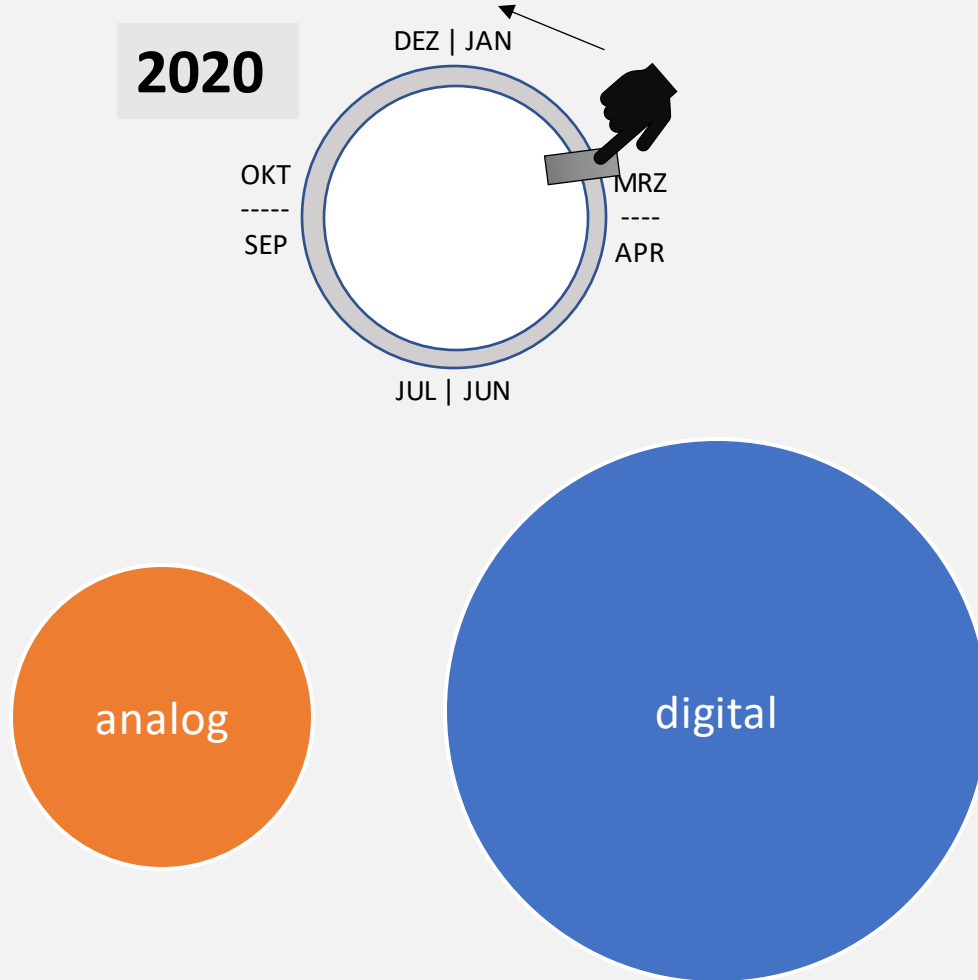 2020
DEZ | JAN
OKT
-----
SEP
MRZ
----
APR
JUL | JUN
analog
digital